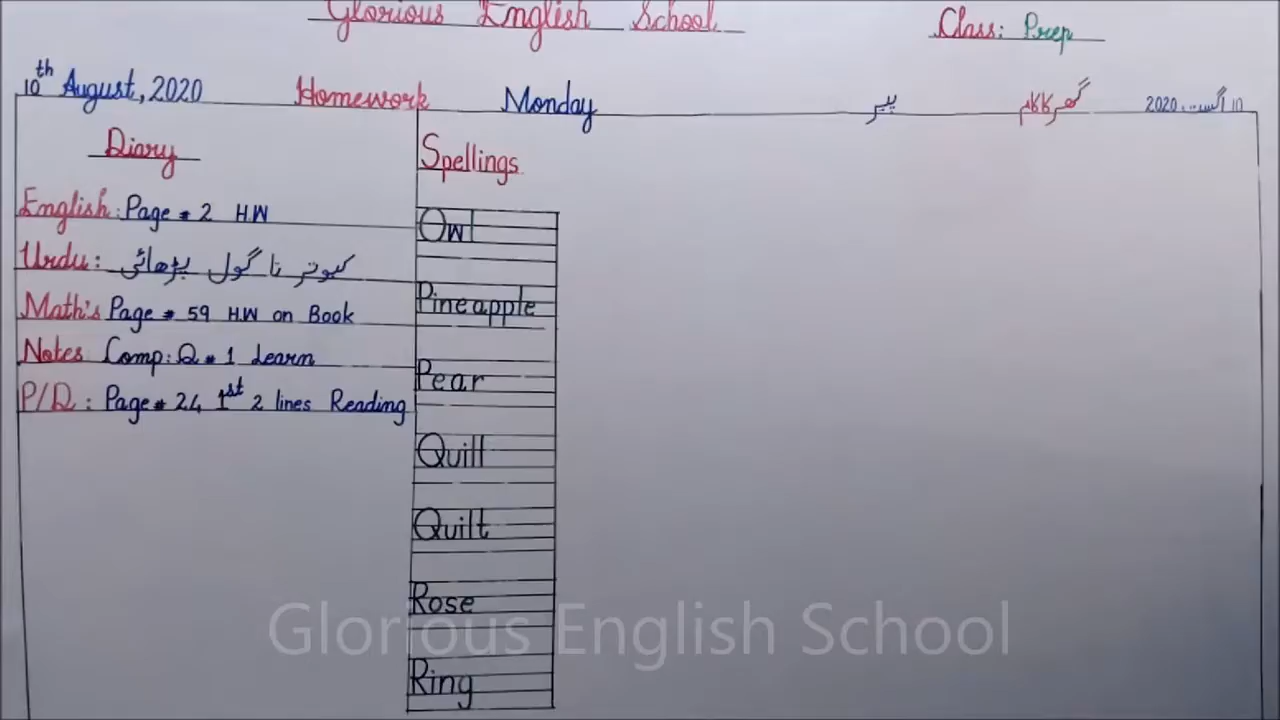 Glorious English School Class: Prep
10th August, 2020 Homework Monday پیر گھر کا کام 10 اگست، 2020
Diary
English: Page # 2 H.W
Urdu: کبوتر تا گول پڑھائی
Math's Page # 59 H.W on Book
Notes Comp: Q # 1 Learn
P/D: Page # 24 1st 2 lines Reading
Spellings
Owl
Pineapple
Pear
Quill
Quilt
Rose
Ring
Glorious English School